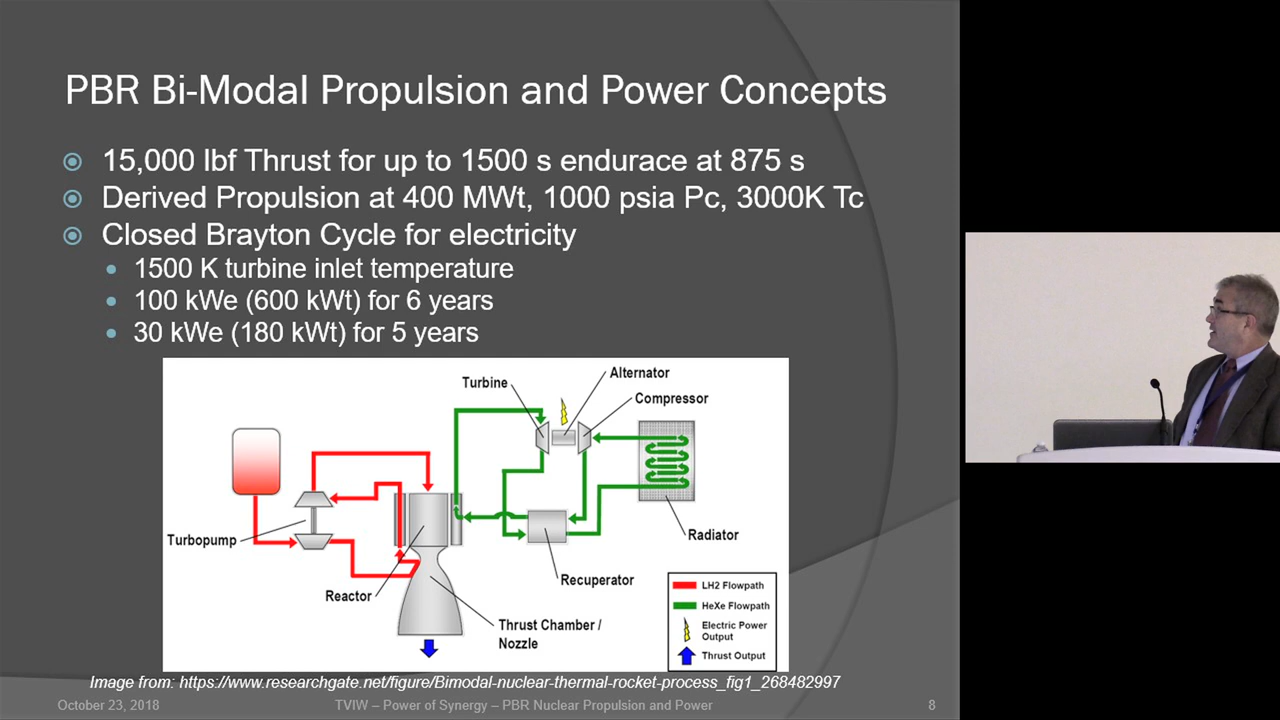 PBR Bi-Modal Propulsion and Power Concepts
15,000 lbf Thrust for up to 1500 s endurace at 875 s
Derived Propulsion at 400 MWt, 1000 psia Pc, 3000K Tc
Closed Brayton Cycle for electricity
1500 K turbine inlet temperature
100 kWe (600 kWt) for 6 years
30 kWe (180 kWt) for 5 years
Turbine
Alternator
Compressor
Turbopump
Radiator
Recuperator
Reactor
Thrust Chamber /
Nozzle
LH2 Flowpath
HeXe Flowpath
Electric Power
Output
Thrust Output
Image from: https://www.researchgate.net/figure/Bimodal-nuclear-thermal-rocket-process_fig1_268482997
October 23, 2018
TVIW – Power of Synergy – PBR Nuclear Propulsion and Power
8